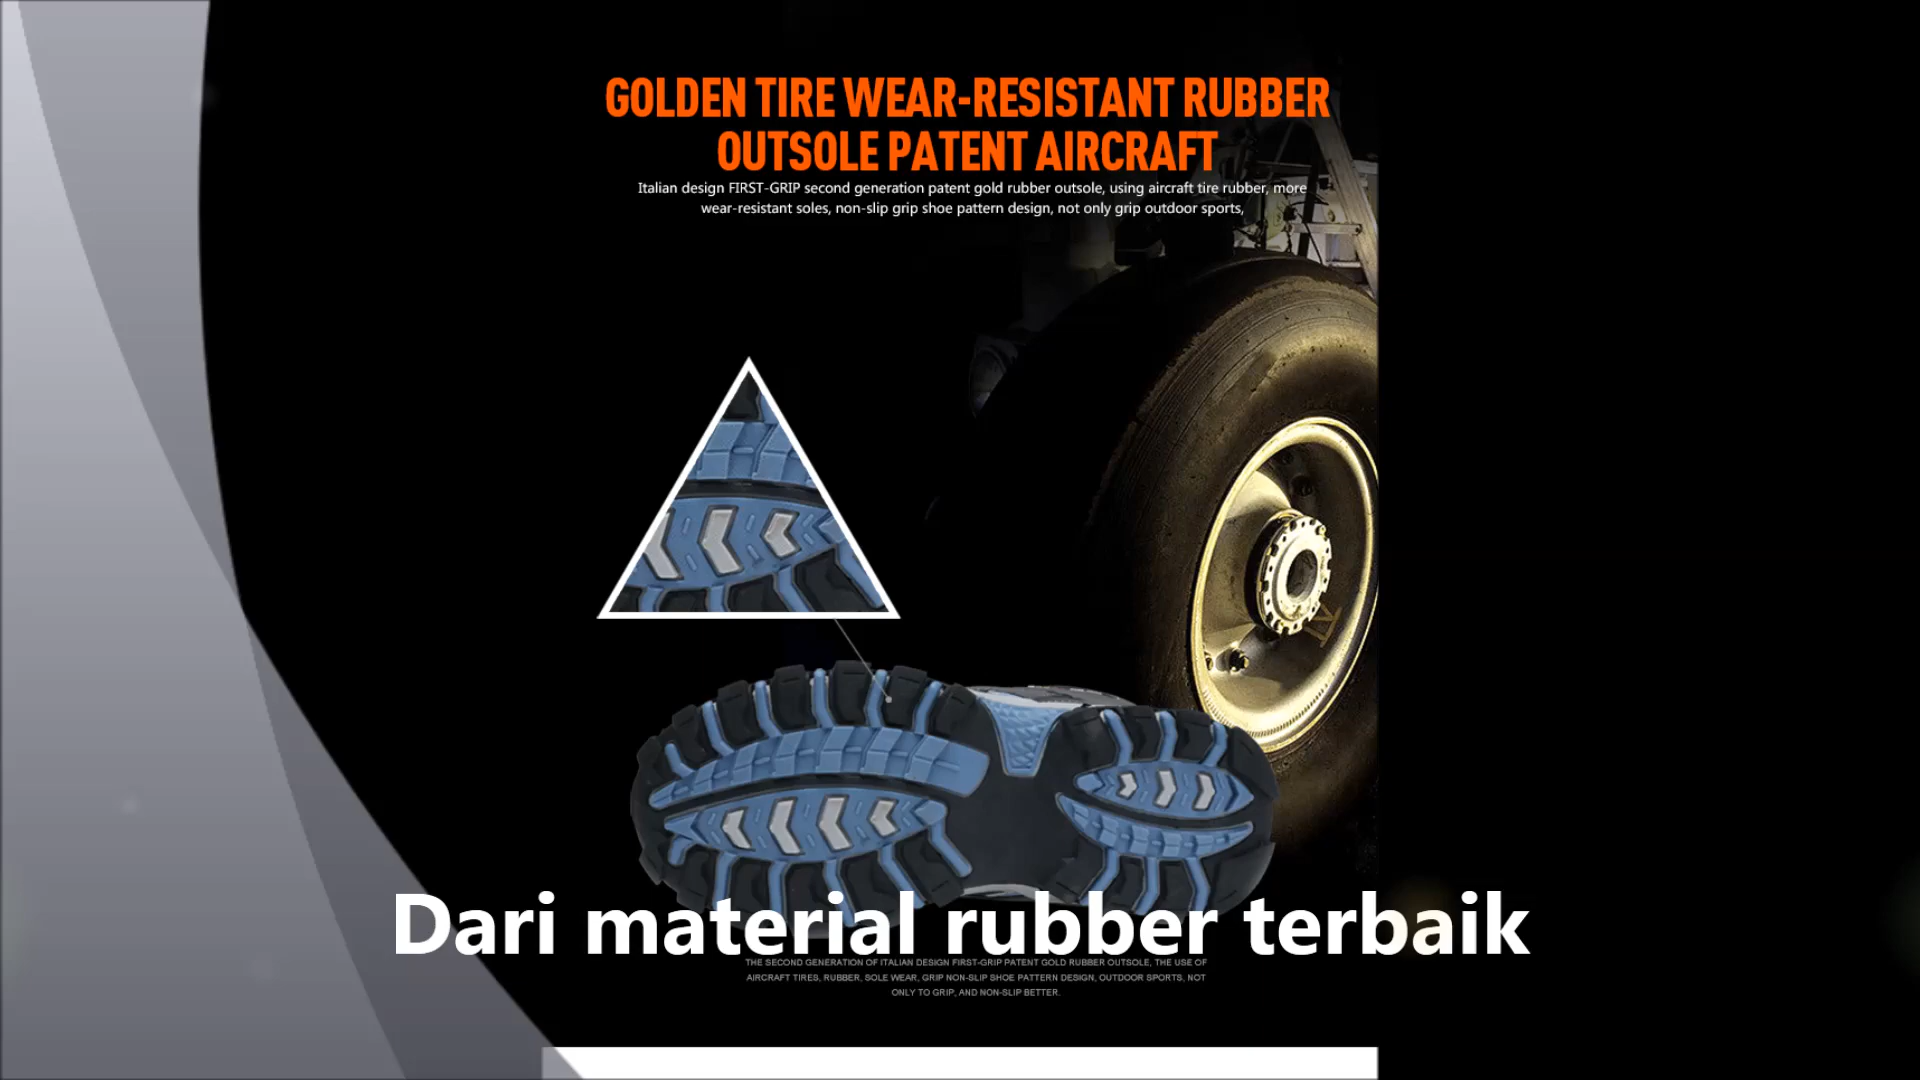 GOLDEN TIRE WEAR-RESISTANT RUBBER
OUTSOLE PATENT AIRCRAFT
Italian design FIRST-GRIP second generation patent gold rubber outsole, using aircraft tire rubber, more
wear-resistant soles, non-slip grip shoe pattern design, not only grip outdoor sports,
Dari material rubber terbaik
THE SECOND GENERATION OF ITALIAN DESIGN FIRST-GRIP PATENT GOLD RUBBER OUTSOLE, THE USE OF
AIRCRAFT TIRES, RUBBER, SOLE WEAR, GRIP NON-SLIP SHOE PATTERN DESIGN, OUTDOOR SPORTS, NOT
ONLY TO GRIP, AND NON-SLIP BETTER.